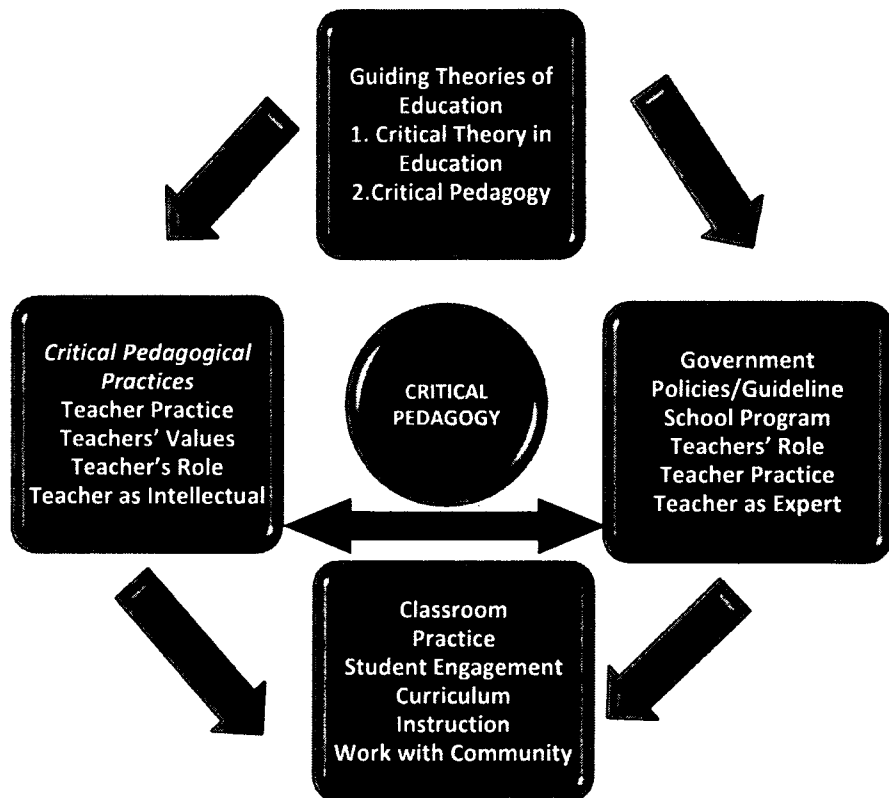 Guiding Theories of
Education
1. Critical Theory in
Education
2.Critical Pedagogy
Critical Pedagogical
Practices
Teacher Practice
Teachers' Values
Teacher's Role
Teacher as Intellectual
CRITICAL
PEDAGOGY
Government
Policies/Guideline
School Program
Teachers' Role
Teacher Practice
Teacher as Expert
Classroom
Practice
Student Engagement
Curriculum
Instruction
Work with Community